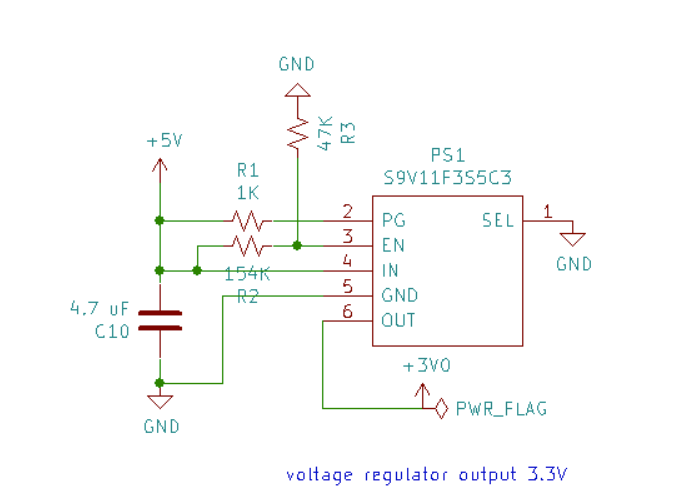 GND
+5V
47K
R3
R1
1K
PS1
S9V11F3S5C3
2
PG
SEL
1
3
EN
4
IN
GND
154K
R2
5
GND
4.7 uF
C10
6
OUT
+3V0
PWR_FLAG
GND
voltage regulator output 3.3V